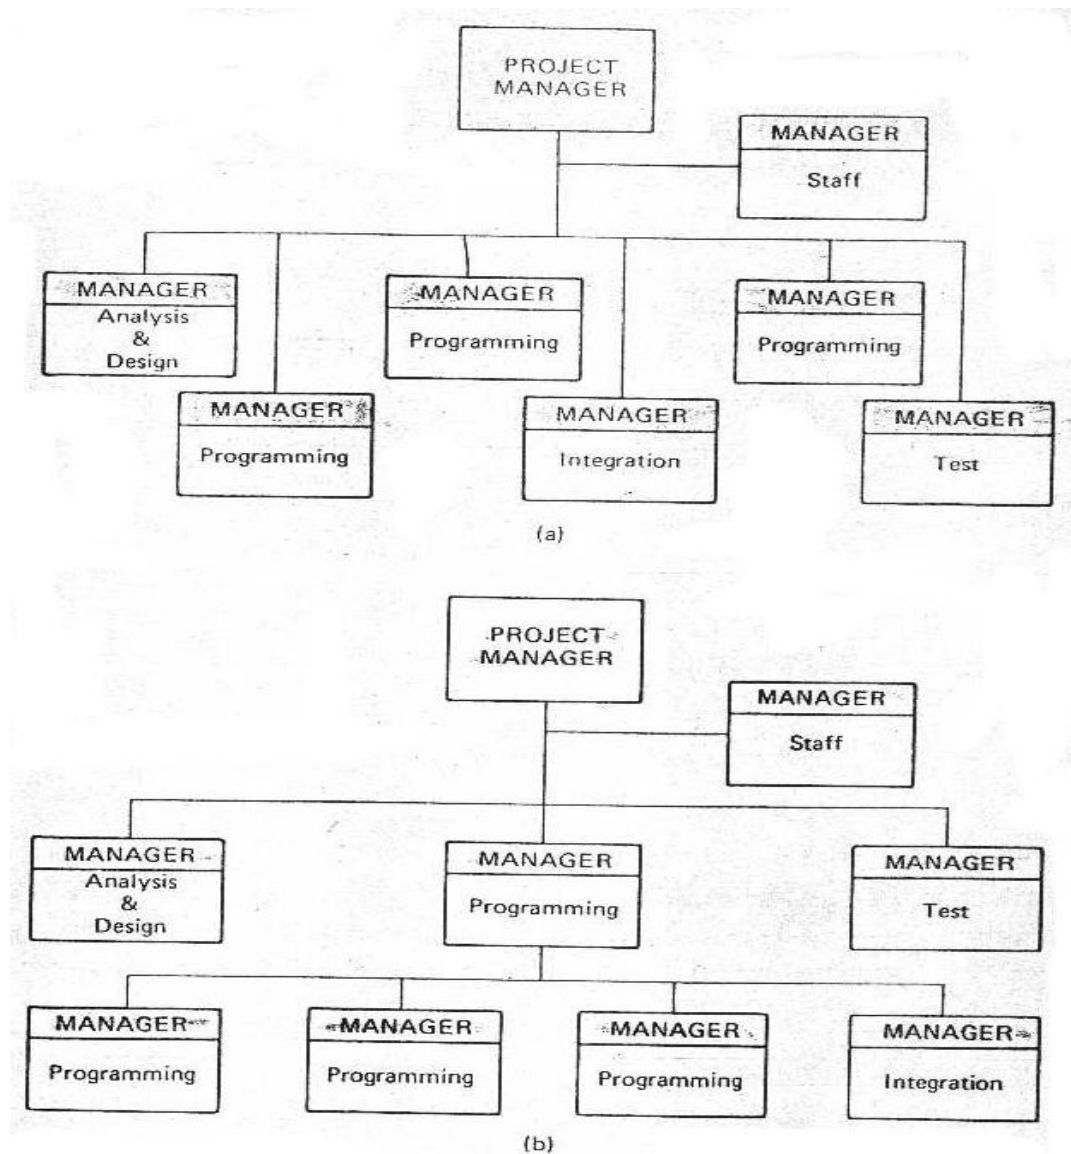 PROJECT
MANAGER
MANAGER
Staff
MANAGER
Analysis
&
Design
MANAGER
Programming
MANAGER
Programming
MANAGER
Integration
MANAGER
Programming
MANAGER
Test
(a)
PROJECT
MANAGER
MANAGER
Staff
MANAGER
Analysis
&
Design
MANAGER
Programming
MANAGER
Test
MANAGER
Programming
MANAGER
Programming
MANAGER
Programming
MANAGER
Integration
(b)